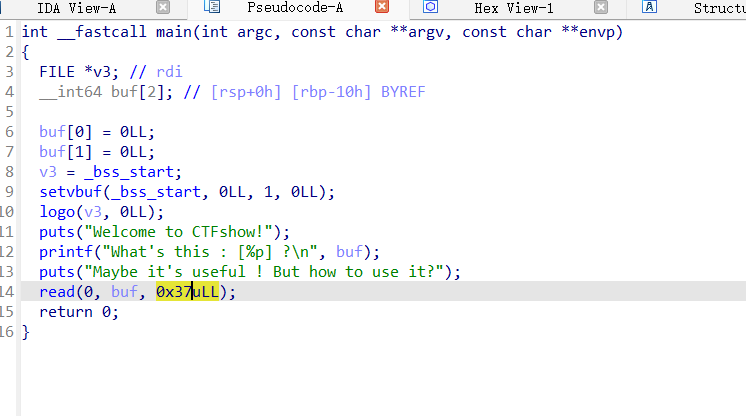 IDA View-A Pseudocode-A Hex View-1 A Structu
1 int __fastcall main(int argc, const char **argv, const char **envp)
2 {
3 FILE *v3; // rdi
4 __int64 buf[2]; // [rsp+0h] [rbp-10h] BYREF
5
6 buf[0] = 0LL;
7 buf[1] = 0LL;
8 v3 = _bss_start;
9 setvbuf(_bss_start, 0LL, 1, 0LL);
10 logo(v3, 0LL);
11 puts("Welcome to CTFshow!");
12 printf("What's this : [%p] ?\n", buf);
13 puts("Maybe it's useful ! But how to use it?");
14 read(0, buf, 0x37uLL);
15 return 0;
16 }